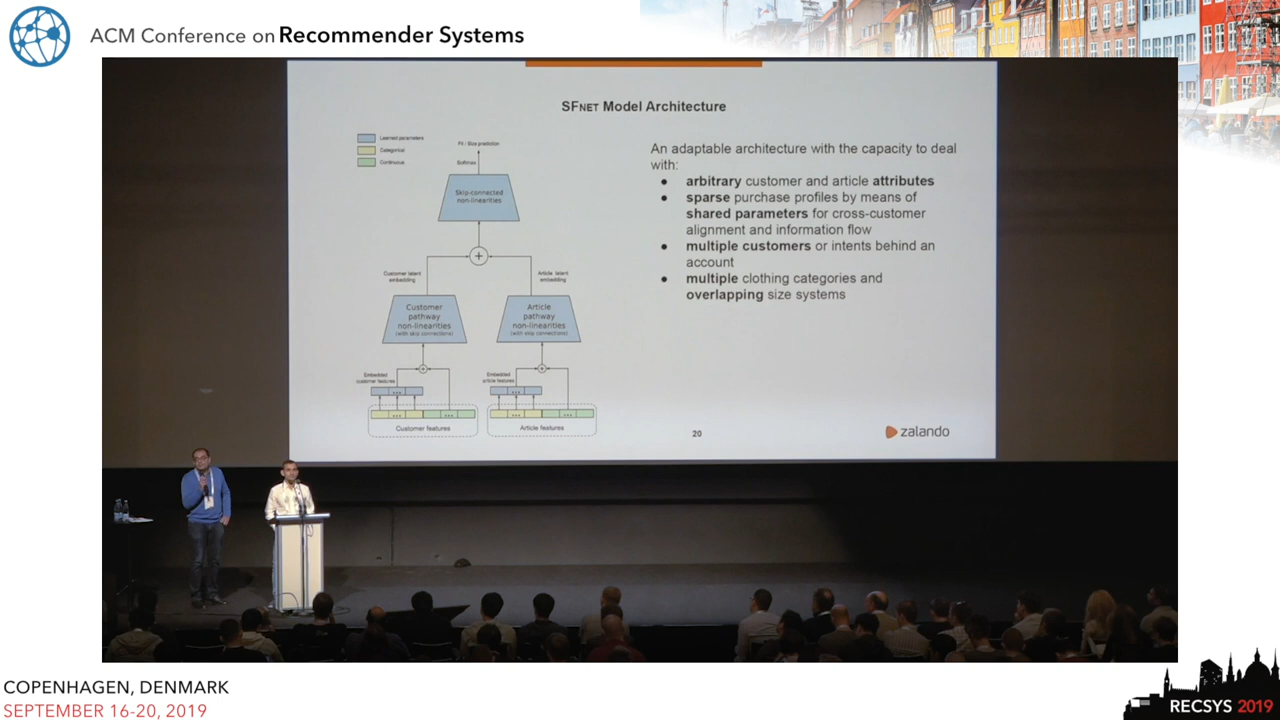 ACM Conference on Recommender Systems
SFNET Model Architecture
Learned parameters
Categorical
Continuous
Fit / Size prediction
Softmax
Skip-connected
non-linearities
+
Customer latent
embedding
Article latent
embedding
Customer
pathway
non-linearities
(with skip connections)
Article
pathway
non-linearities
(with skip connections)
Embedded
customer features
Embedded
article features
+
+
...
...
...
...
...
...
Customer features
Article features
An adaptable architecture with the capacity to deal
with:
● arbitrary customer and article attributes
● sparse purchase profiles by means of
shared parameters for cross-customer
alignment and information flow
● multiple customers or intents behind an
account
● multiple clothing categories and
overlapping size systems
20
zalando
COPENHAGEN, DENMARK
SEPTEMBER 16-20, 2019
RECSYS 2019